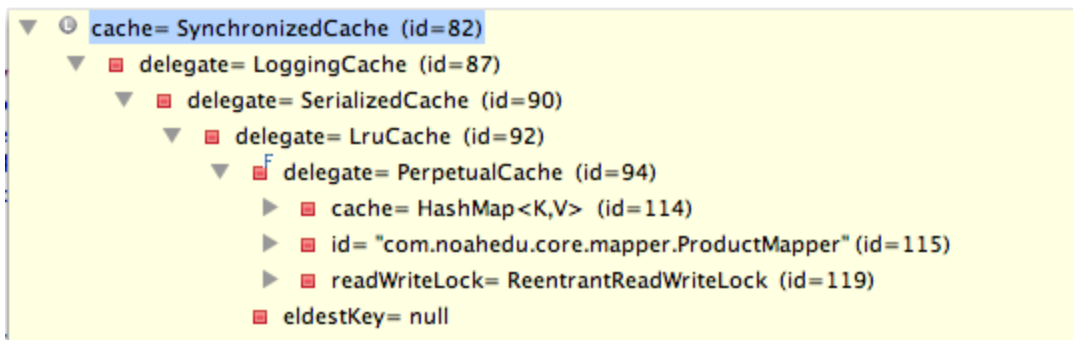 cache= SynchronizedCache (id=82)
delegate= LoggingCache (id=87)
delegate= SerializedCache (id=90)
delegate= LruCache (id=92)
delegate= PerpetualCache (id=94)
cache= HashMap<K,V> (id=114)
id= "com.noahedu.core.mapper.ProductMapper" (id=115)
readWriteLock= ReentrantReadWriteLock (id=119)
eldestKey= null